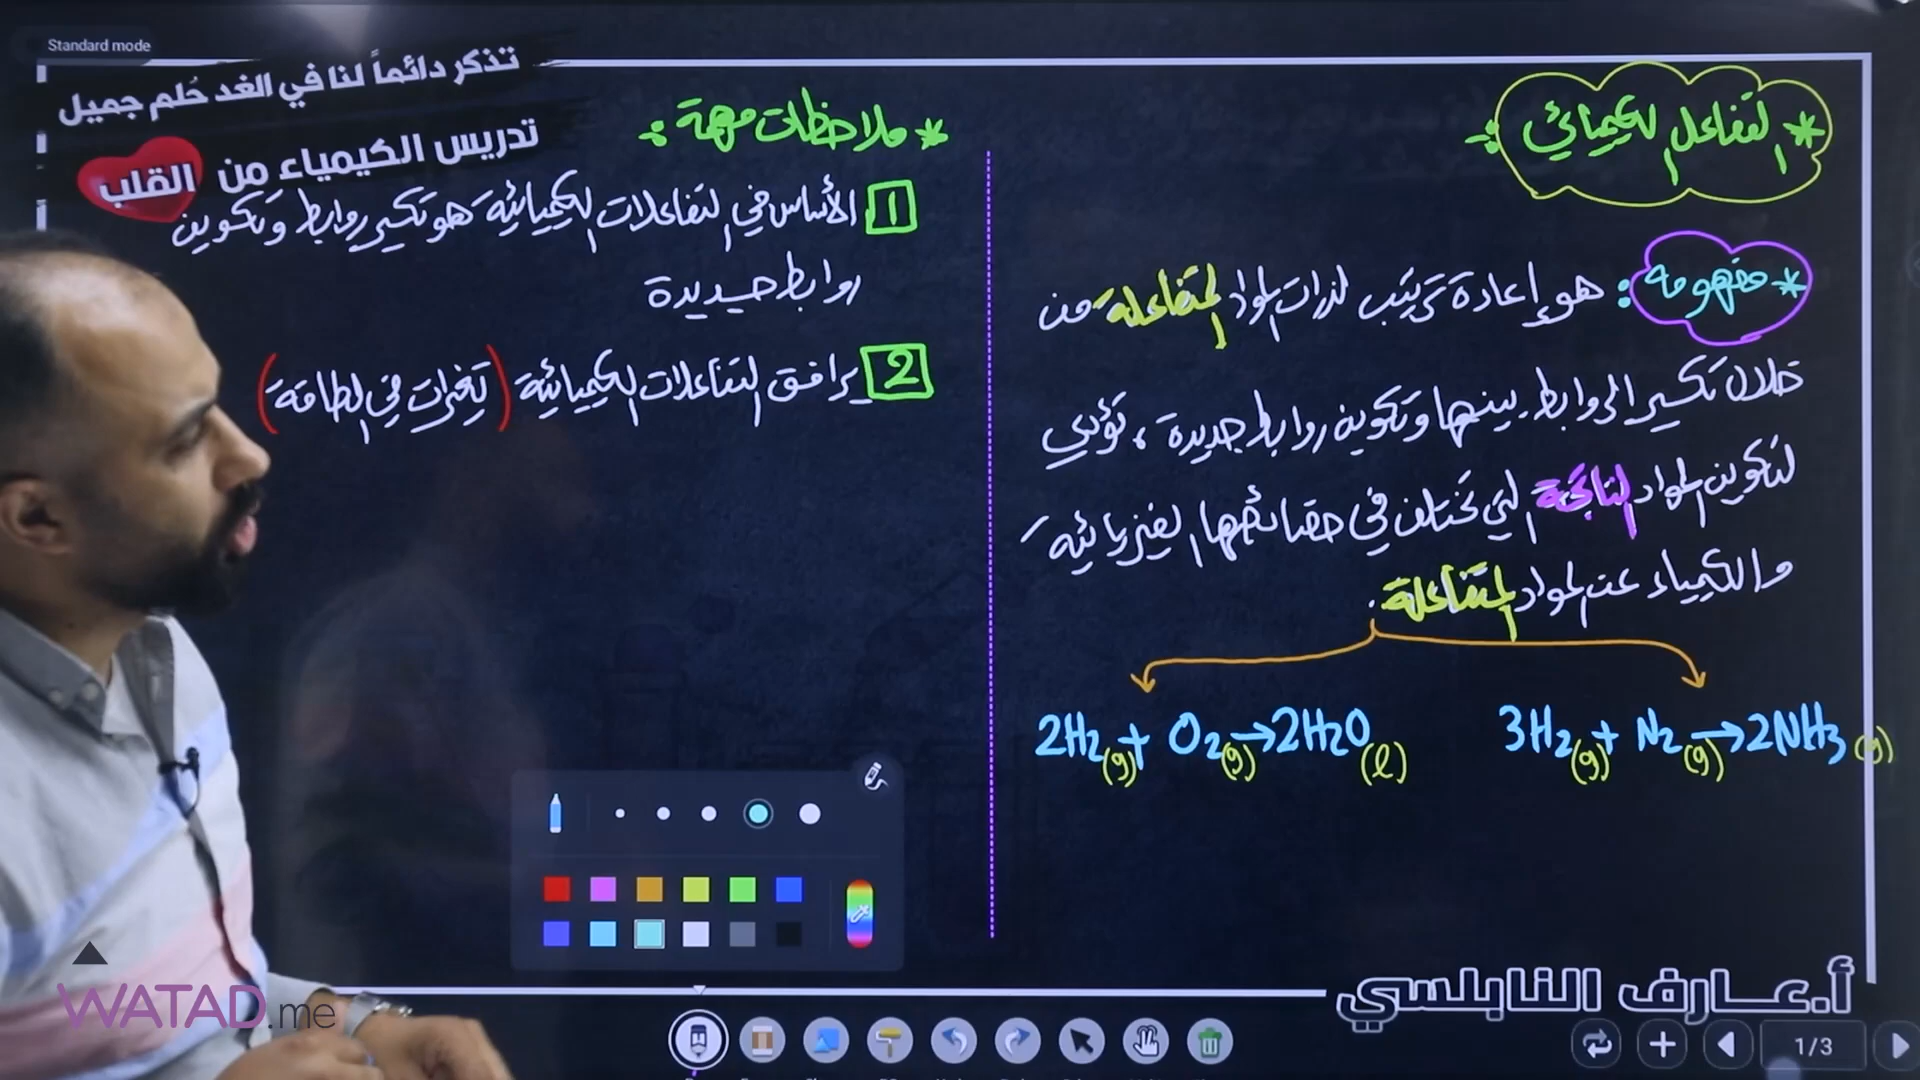 Standard mode
تذكر دائماً لنا في الغد حُلم جميل
تدريس الكيمياء من القلب
* التفاعل الكيميائي :
* مفهومه : هو إعادة ترتيب لذرات المواد المتفاعلة من
خلال تكسير الروابط بينها وتكوين روابط جديدة ، تؤدي
لتكوين المواد الناتجة التي تختلف في خصائصها الفيزيائية
والكيمياء عن المواد المتفاعلة .
3H2(g) + N2(g) → 2NH3(g)
2H2(g) + O2(g) → 2H2O(l)
* ملاحظات مهمة :
1 الأساس في التفاعلات الكيميائية هو تكسير روابط وتكوين
روابط جديدة
2 يرافق التفاعلات الكيميائية (تغيرات في الطاقة)
أ.عارف النابلسي
WATAD.me
1/3